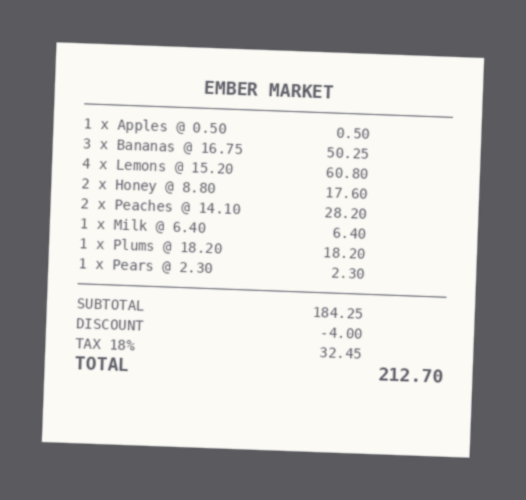 EMBER MARKET
1 x Apples @ 0.50 0.50
3 x Bananas @ 16.75 50.25
4 x Lemons @ 15.20 60.80
2 x Honey @ 8.80 17.60
2 x Peaches @ 14.10 28.20
1 x Milk @ 6.40 6.40
1 x Plums @ 18.20 18.20
1 x Pears @ 2.30 2.30
SUBTOTAL 184.25
DISCOUNT -4.00
TAX 18% 32.45
TOTAL 212.70